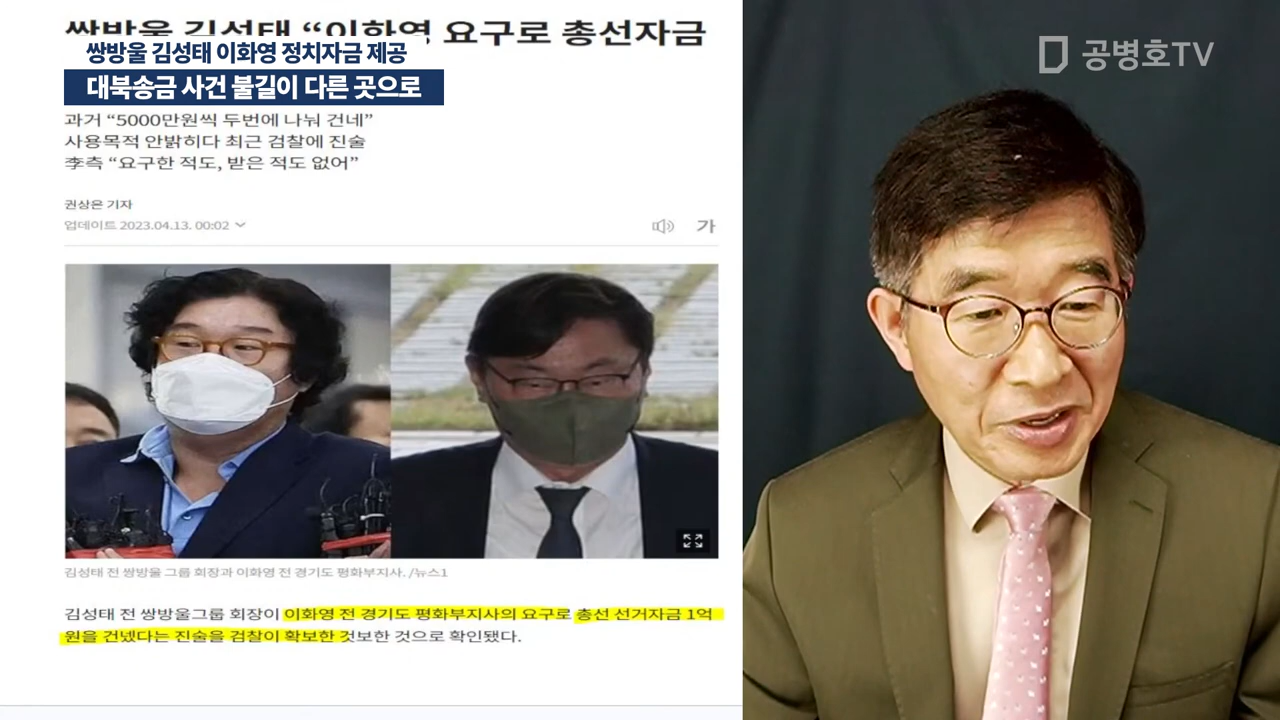 쌍방울 김성태 “이화영 요구로 총선자금
쌍방울 김성태 이화영 정치자금 제공
대북송금 사건 불길이 다른 곳으로
공병호TV
과거 “5000만원씩 두번에 나눠 건네”
사용목적 안밝히다 최근 검찰에 진술
李측 “요구한 적도, 받은 적도 없어”
권상은 기자
업데이트 2023.04.13. 00:02
가
김성태 전 쌍방울 그룹 회장과 이화영 전 경기도 평화부지사. /뉴스1
김성태 전 쌍방울그룹 회장이 이화영 전 경기도 평화부지사의 요구로 총선 선거자금 1억
원을 건넸다는 진술을 검찰이 확보한 것보한 것으로 확인됐다.